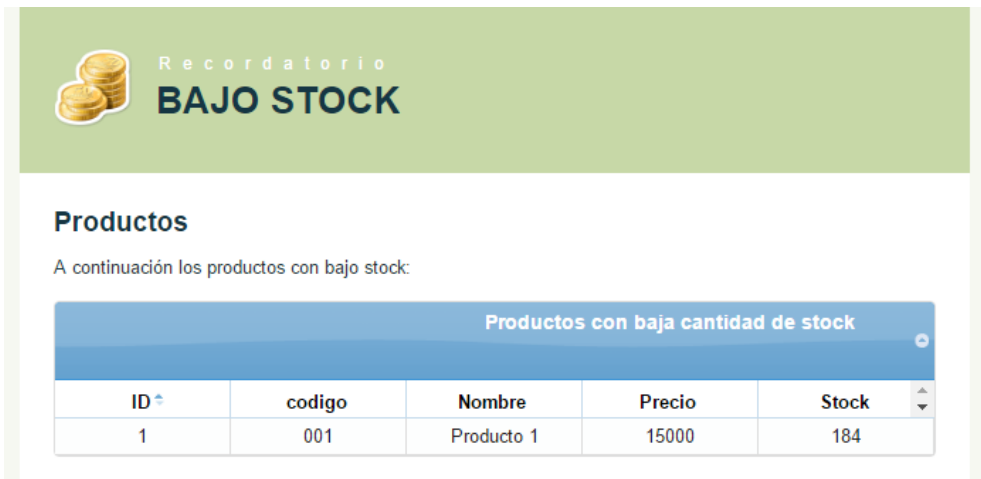 Recordatorio
BAJO STOCK
Productos
A continuación los productos con bajo stock:
Productos con baja cantidad de stock
ID codigo Nombre Precio Stock
1 001 Producto 1 15000 184